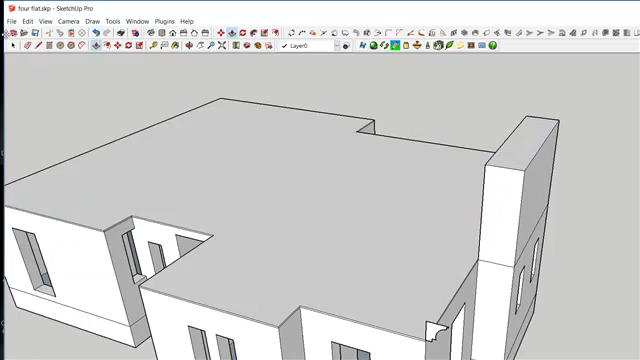 four flat.skp - SketchUp Pro
File Edit View Camera Draw Tools Window Plugins Help
Layer0